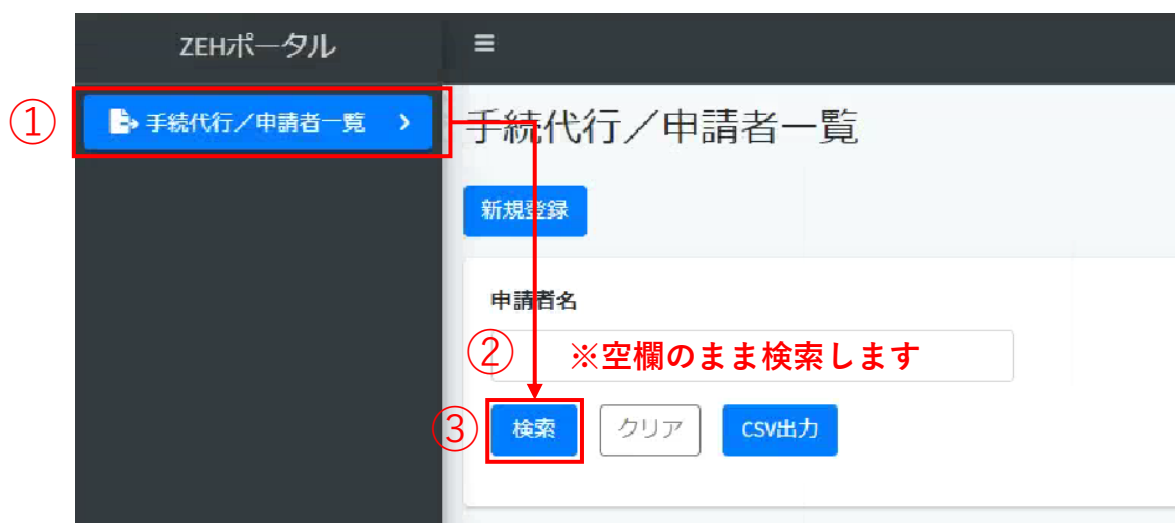 ZEHポータル
① 手続代行／申請者一覧
手続代行／申請者一覧
新規登録
申請者名
② ※空欄のまま検索します
③ 検索 クリア CSV出力